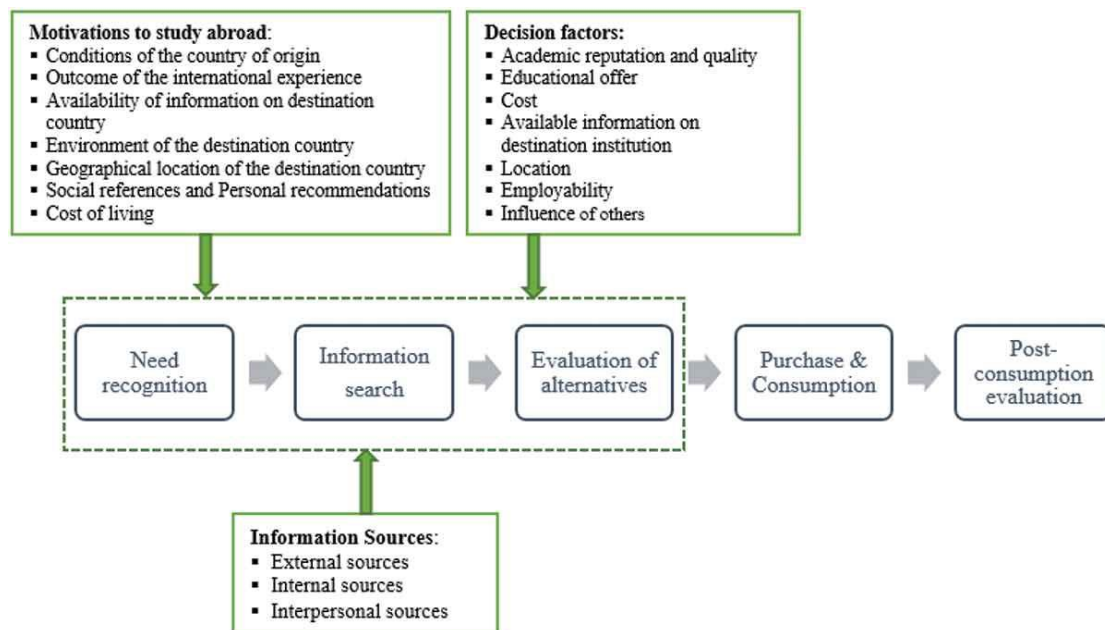 Motivations to study abroad:
▪ Conditions of the country of origin
▪ Outcome of the international experience
▪ Availability of information on destination
country
▪ Environment of the destination country
▪ Geographical location of the destination country
▪ Social references and Personal recommendations
▪ Cost of living
Decision factors:
▪ Academic reputation and quality
▪ Educational offer
▪ Cost
▪ Available information on
destination institution
▪ Location
▪ Employability
▪ Influence of others
Need
recognition
Information
search
Evaluation of
alternatives
Purchase &
Consumption
Post-
consumption
evaluation
Information Sources:
▪ External sources
▪ Internal sources
▪ Interpersonal sources